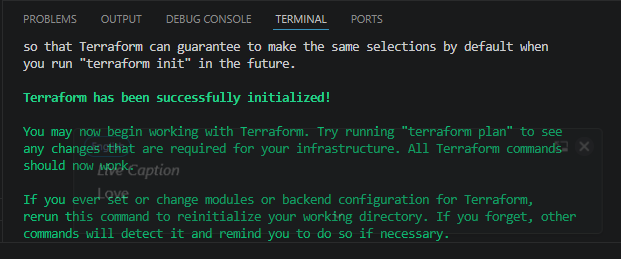 PROBLEMS OUTPUT DEBUG CONSOLE TERMINAL PORTS
so that Terraform can guarantee to make the same selections by default when
you run "terraform init" in the future.
Terraform has been successfully initialized!
You may now begin working with Terraform. Try running "terraform plan" to see
any changes that are required for your infrastructure. All Terraform commands
should now work.
Live Caption
Love
If you ever set or change modules or backend configuration for Terraform,
rerun this command to reinitialize your working directory. If you forget, other
commands will detect it and remind you to do so if necessary.